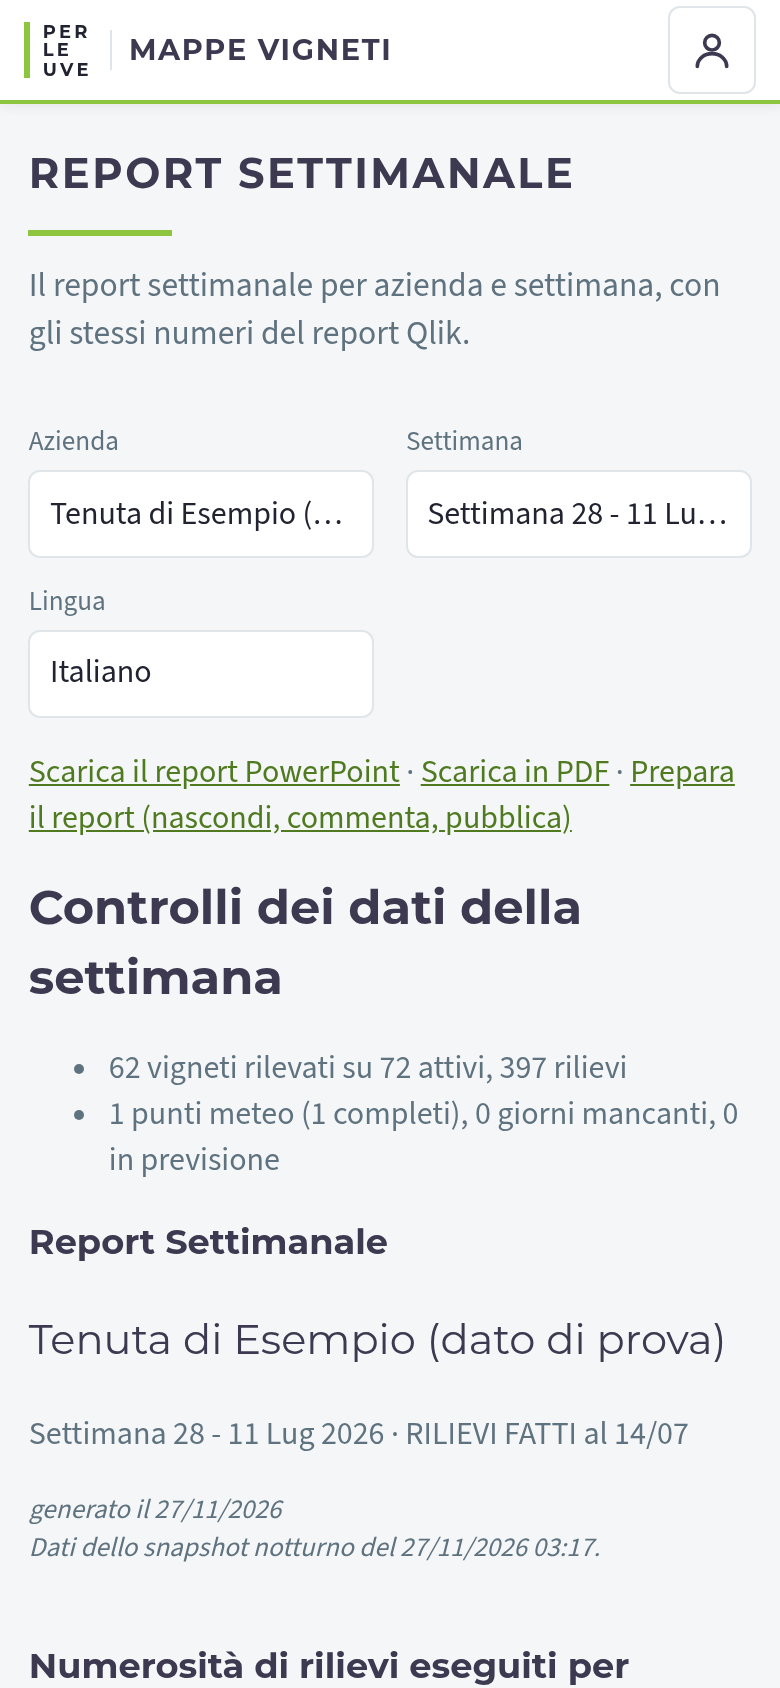 PER
LE
UVE
MAPPE VIGNETI
REPORT SETTIMANALE
Il report settimanale per azienda e settimana, con
gli stessi numeri del report Qlik.
Azienda
Settimana
Tenuta di Esempio (…
Settimana 28 - 11 Lu…
Lingua
Italiano
Scarica il report PowerPoint · Scarica in PDF · Prepara
il report (nascondi, commenta, pubblica)
Controlli dei dati della
settimana
• 62 vigneti rilevati su 72 attivi, 397 rilievi
• 1 punti meteo (1 completi), 0 giorni mancanti, 0
in previsione
Report Settimanale
Tenuta di Esempio (dato di prova)
Settimana 28 - 11 Lug 2026 · RILIEVI FATTI al 14/07
generato il 27/11/2026
Dati dello snapshot notturno del 27/11/2026 03:17.
Numerosità di rilievi eseguiti per